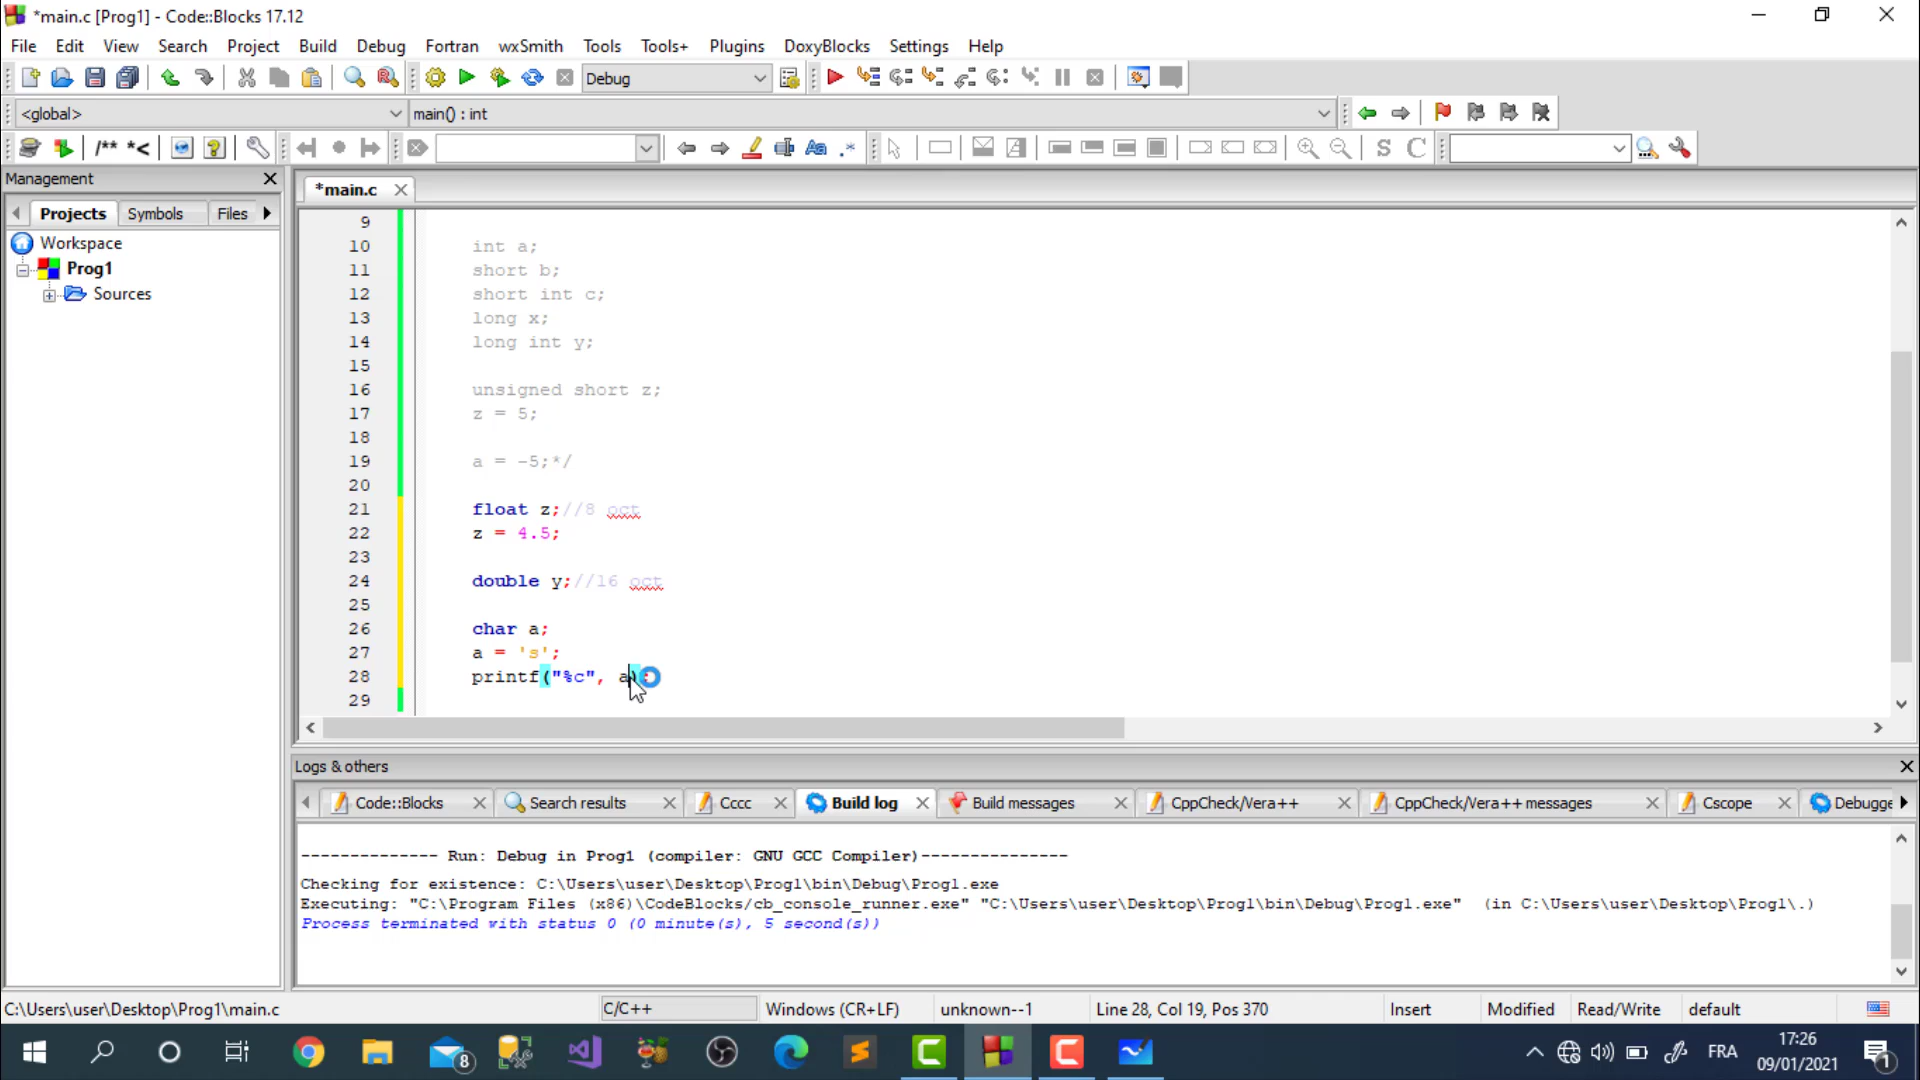 *main.c [Prog1] - Code::Blocks 17.12
File Edit View Search Project Build Debug Fortran wxSmith Tools Tools+ Plugins DoxyBlocks Settings Help
Debug
<global> main() : int
/** *<
Management
Projects Symbols Files
Workspace
Prog1
Sources
*main.c
9
10 int a;
11 short b;
12 short int c;
13 long x;
14 long int y;
15
16 unsigned short z;
17 z = 5;
18
19 a = -5;*/
20
21 float z;//8 oct
22 z = 4.5;
23
24 double y;//16 oct
25
26 char a;
27 a = 's';
28 printf("%c", a)
29
Logs & others
Code::Blocks Search results Cccc Build log Build messages CppCheck/Vera++ CppCheck/Vera++ messages Cscope Debugge
-------------- Run: Debug in Prog1 (compiler: GNU GCC Compiler)---------------
Checking for existence: C:\Users\user\Desktop\Prog1\bin\Debug\Prog1.exe
Executing: "C:\Program Files (x86)\CodeBlocks/cb_console_runner.exe" "C:\Users\user\Desktop\Prog1\bin\Debug\Prog1.exe" (in C:\Users\user\Desktop\Prog1\.)
Process terminated with status 0 (0 minute(s), 5 second(s))
C:\Users\user\Desktop\Prog1\main.c C/C++ Windows (CR+LF) unknown--1 Line 28, Col 19, Pos 370 Insert Modified Read/Write default
8 FRA 17:26
09/01/2021 1